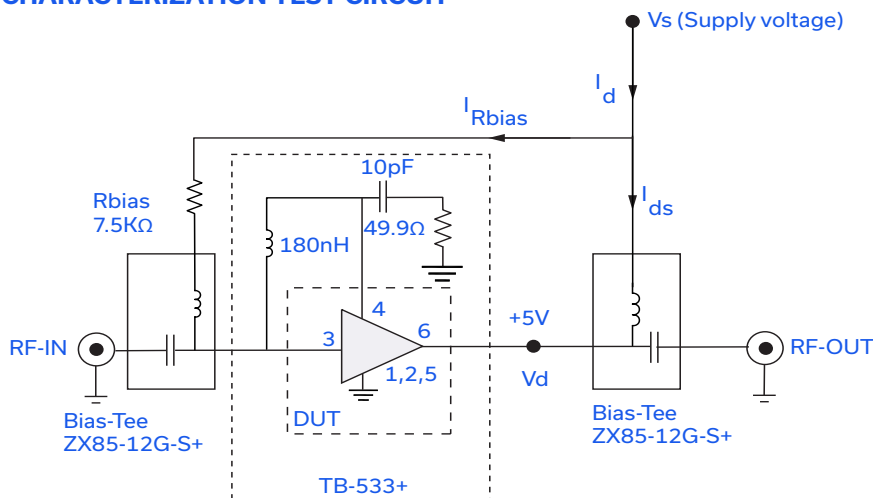 CHARACTERIZATION TEST CIRCUIT
Vs (Supply voltage)
Id
IRbias
10pF
Rbias
7.5KΩ
Ids
49.9Ω
180nH
4
+5V
3
6
RF-IN
RF-OUT
1,2,5
Vd
DUT
Bias-Tee
ZX85-12G-S+
Bias-Tee
ZX85-12G-S+
TB-533+